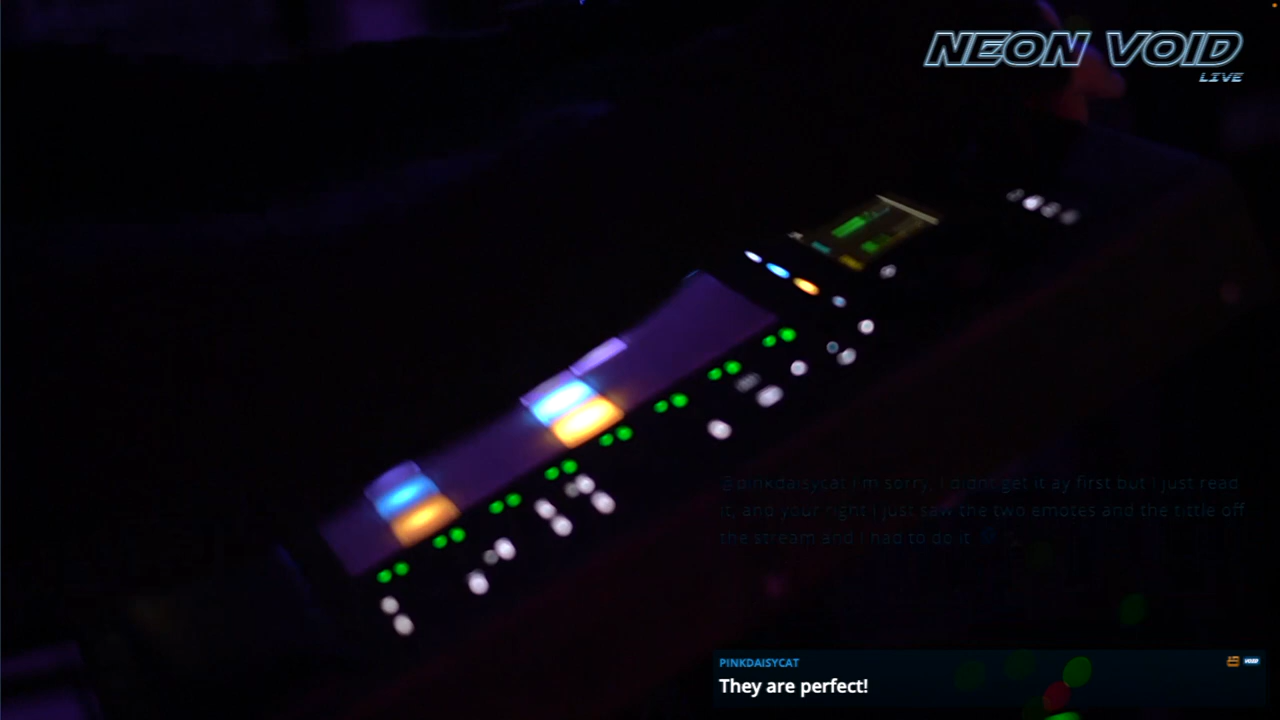 NEON VOID
LIVE
@pinkdaisycat i'm sorry, I didnt get it ay first but i just read
it, and your right I just saw the two emotes and the tittle off
the stream and I had to do it
PINKDAISYCAT
VOID
They are perfect!